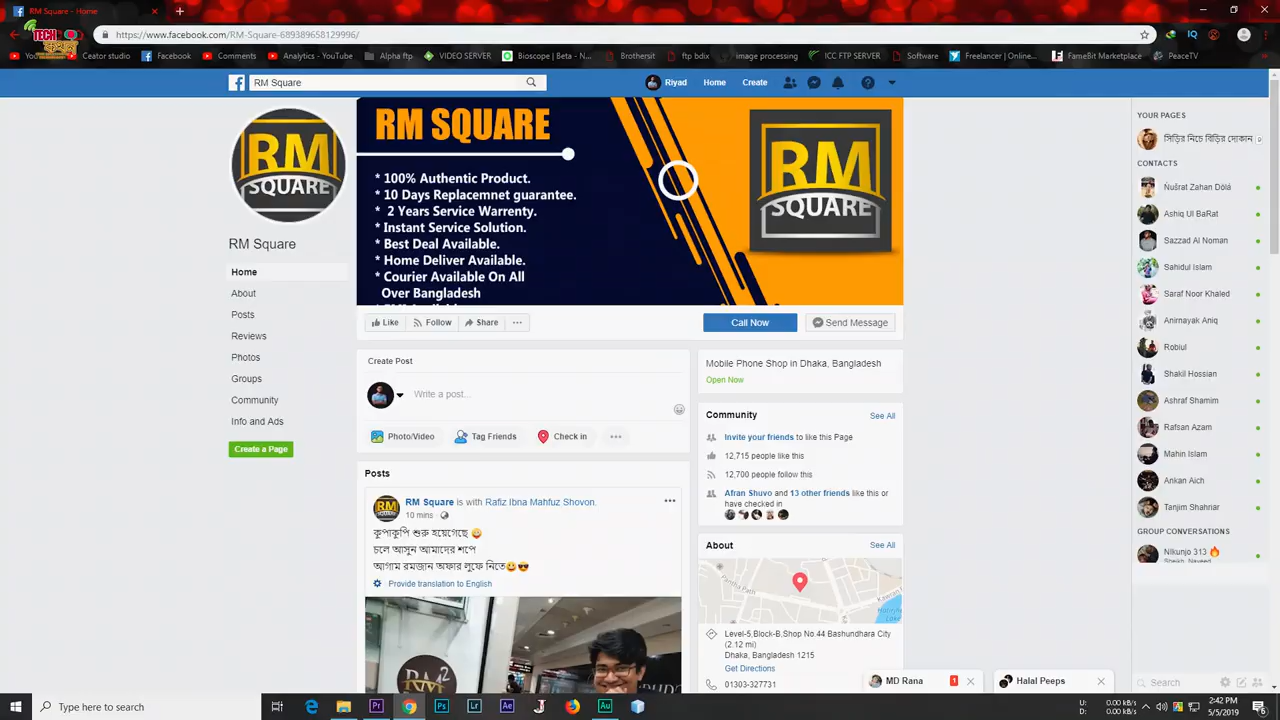 RM Square - Home
TECH
https://www.facebook.com/RM-Square-689389658129996/
Ceator studio
Facebook
Comments
Analytics - YouTube
Alpha ftp
VIDEO SERVER
Bioscope | Beta - N...
Brothersit
ftp bdix
image processing
ICC FTP SERVER
Software
Freelancer | Online...
FameBit Marketplace
PeaceTV
RM Square
Riyad
Home
Create
RM
SQUARE
RM Square
Home
About
Posts
Reviews
Photos
Groups
Community
Info and Ads
Create a Page
RM SQUARE
* 100% Authentic Product.
* 10 Days Replacemnet guarantee.
* 2 Years Service Warrenty.
* Instant Service Solution.
* Best Deal Available.
* Home Deliver Available.
* Courier Available On All
Over Bangladesh
RM
SQUARE
Like
Follow
Share
Call Now
Send Message
Create Post
Write a post...
Photo/Video
Tag Friends
Check in
Posts
RM Square is with Rafiz Ibna Mahfuz Shovon.
10 mins
কুপাকুপি শুরু হয়েগেছে
চলে আসুন আমাদের শপে
আগাম রমজান অফার লুফে নিতে
Provide translation to English
Mobile Phone Shop in Dhaka, Bangladesh
Open Now
Community
See All
Invite your friends to like this Page
12,715 people like this
12,700 people follow this
Afran Shuvo and 13 other friends like this or
have checked in
About
See All
Level-5,Block-B,Shop No.44 Bashundhara City
(2.12 mi)
Dhaka, Bangladesh 1215
Get Directions
01303-327731
YOUR PAGES
সিড়ির নিচে বিড়ির দোকান
CONTACTS
Nušrat Zahan Dólá
Ashiq Ul BaRat
Sazzad Al Noman
Sahidul Islam
Saraf Noor Khaled
Anirnayak Aniq
Robiul
Shakil Hossian
Ashraf Shamim
Rafsan Azam
Mahin Islam
Ankan Aich
Tanjim Shahriar
GROUP CONVERSATIONS
Nikunjo 313
MD Rana
1
Halal Peeps
Search
Type here to search
U: 0.00 kB/s
D: 0.00 kB/s
2:42 PM
5/5/2019